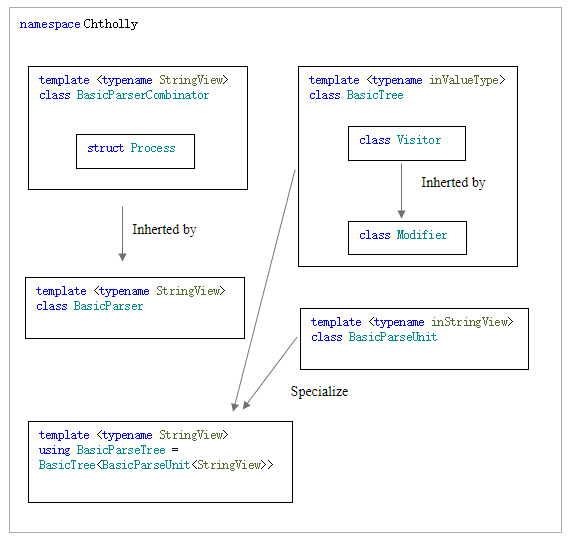 namespace Chtholly
template <typename StringView>
class BasicParserCombinator
struct Process
template <typename inValueType>
class BasicTree
class Visitor
Inherited by
class Modifier
Inherted by
template <typename StringView>
class BasicParser
template <typename inStringView>
class BasicParseUnit
Specialize
template <typename StringView>
using BasicParseTree =
BasicTree<BasicParseUnit<StringView>>